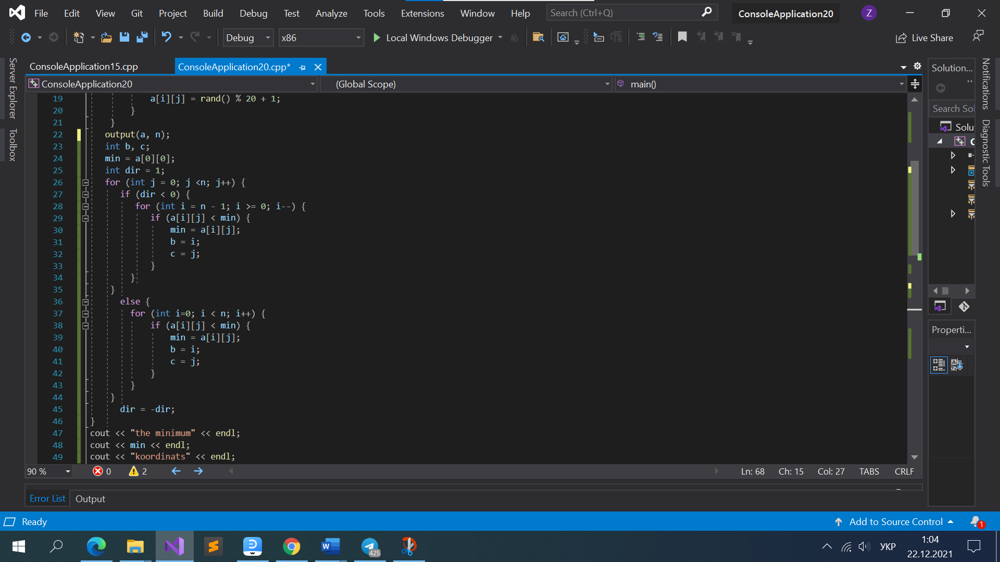 File Edit View Git Project Build Debug Test Analyze Tools Extensions Window Help Search (Ctrl+Q) ConsoleApplication20 Z
Debug x86 Local Windows Debugger Live Share
Server Explorer
Toolbox
ConsoleApplication15.cpp ConsoleApplication20.cpp*
ConsoleApplication20 (Global Scope) main()
19 a[i][j] = rand() % 20 + 1;
20 }
21 }
22 output(a, n);
23 int b, c;
24 min = a[0][0];
25 int dir = 1;
26 for (int j = 0; j <n; j++) {
27 if (dir < 0) {
28 for (int i = n - 1; i >= 0; i--) {
29 if (a[i][j] < min) {
30 min = a[i][j];
31 b = i;
32 c = j;
33 }
34 }
35 }
36 else {
37 for (int i=0; i < n; i++) {
38 if (a[i][j] < min) {
39 min = a[i][j];
40 b = i;
41 c = j;
42 }
43 }
44 }
45 dir = -dir;
46 }
47 cout << "the minimum" << endl;
48 cout << min << endl;
49 cout << "koordinats" << endl;
90 % 0 2 Ln: 68 Ch: 15 Col: 27 TABS CRLF
Error List Output
Solution...
Search Sol
Solu
C
Properti...
Notifications
Diagnostic Tools
Ready Add to Source Control 1
425 УКР 1:04
22.12.2021